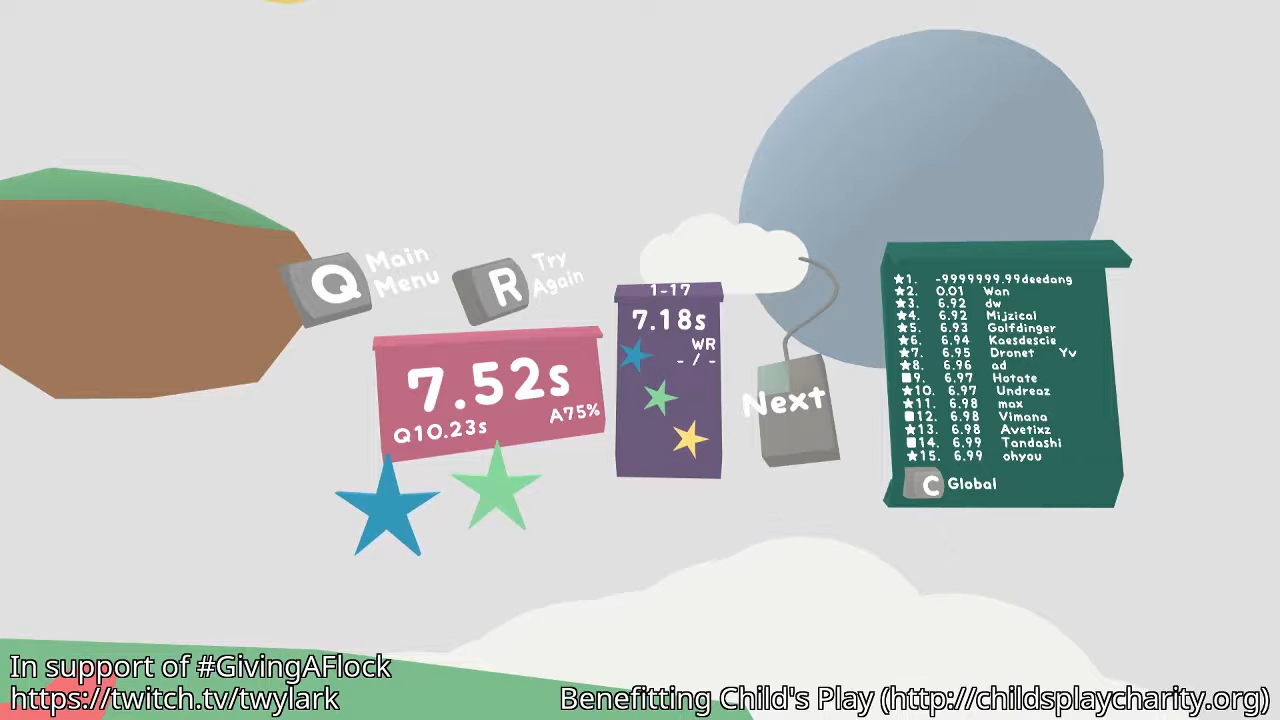 Q Main Menu
R Try Again
7.52s
Q10.23s A75%
1-17
7.18s
WR
- / -
Next
★1. -9999999.99deedang
★2. 0.01 Wan
★3. 6.92 dw
★4. 6.92 Mijzical
★5. 6.93 Golfdinger
★6. 6.94 Kaesdescie
★7. 6.95 Dronet Yv
★8. 6.96 ad
■9. 6.97 Hotate
★10. 6.97 Undreaz
★11. 6.98 max
■12. 6.98 Vimana
★13. 6.98 Avetixz
■14. 6.99 Tandashi
★15. 6.99 ohyou
C Global
In support of #GivingAFlock
https://twitch.tv/twylark
Benefitting Child's Play (http://childsplaycharity.org)